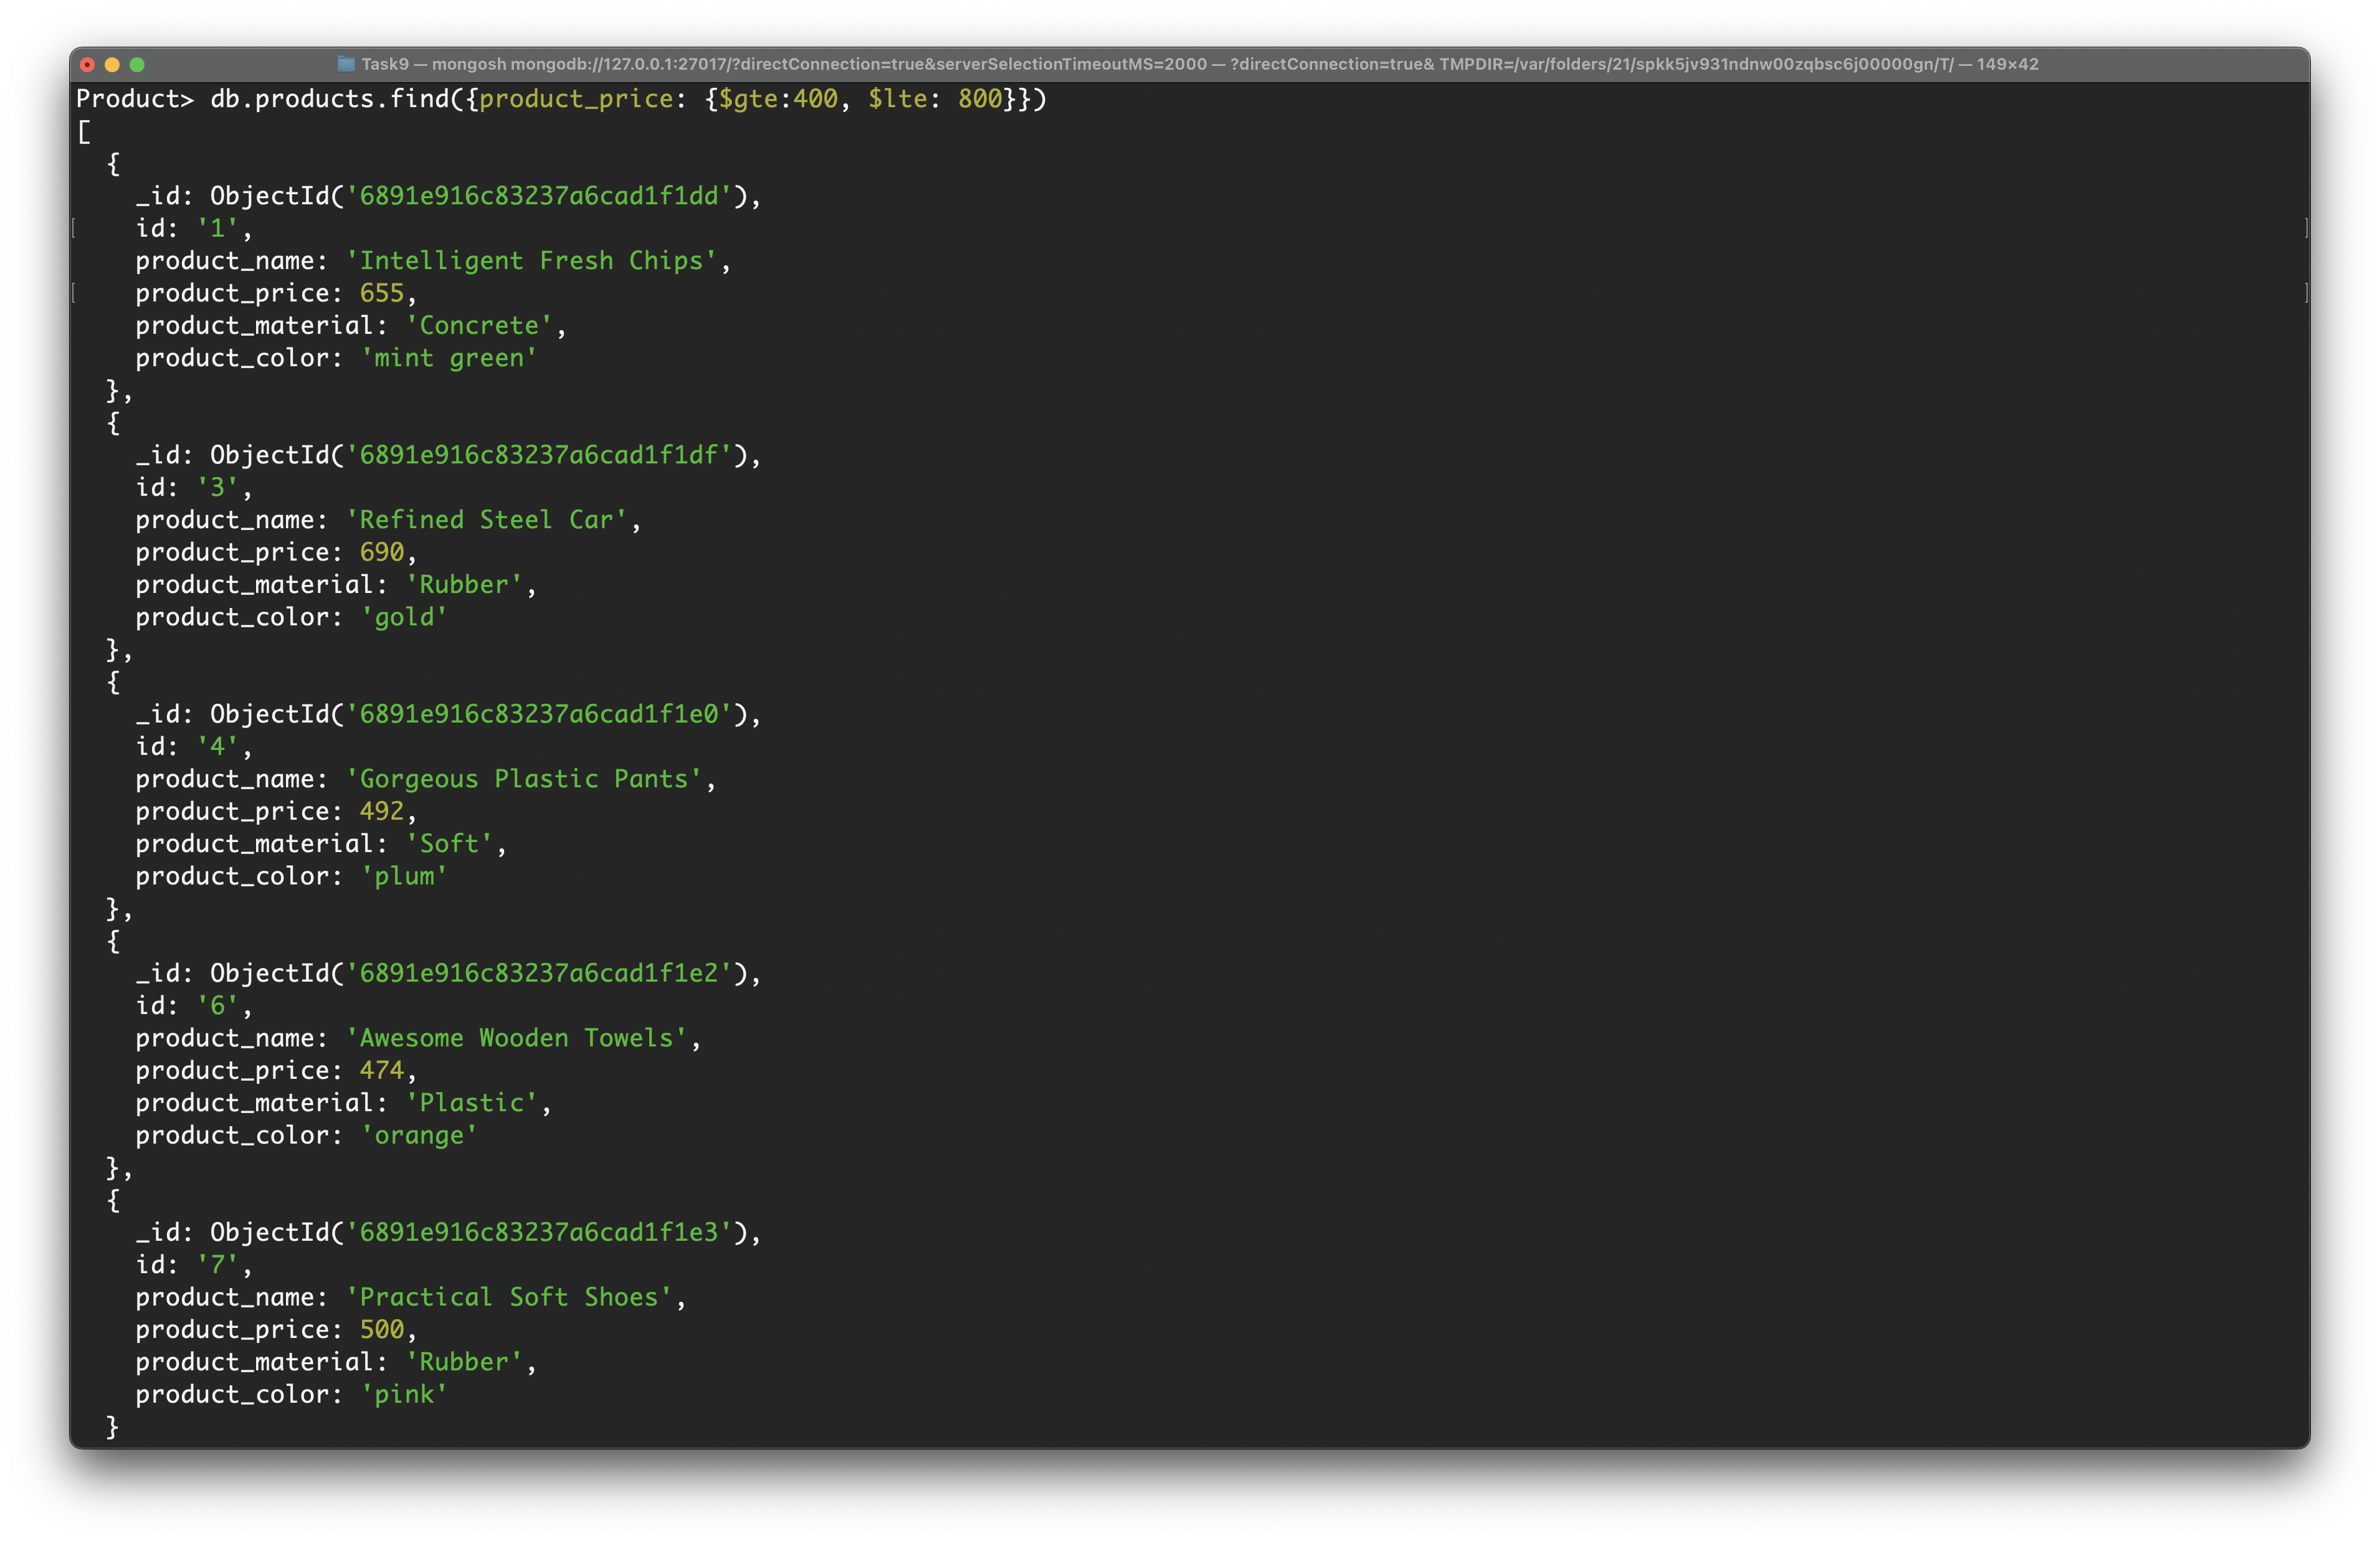 Task9 — mongosh mongodb://127.0.0.1:27017/?directConnection=true&serverSelectionTimeoutMS=2000 — ?directConnection=true& TMPDIR=/var/folders/21/spkk5jv931ndnw00zqbsc6j00000gn/T/ — 149×42
Product> db.products.find({product_price: {$gte:400, $lte: 800}})
[
  {
    _id: ObjectId('6891e916c83237a6cad1f1dd'),
[    id: '1',    ]
    product_name: 'Intelligent Fresh Chips',
[    product_price: 655,    ]
    product_material: 'Concrete',
    product_color: 'mint green'
  },
  {
    _id: ObjectId('6891e916c83237a6cad1f1df'),
    id: '3',
    product_name: 'Refined Steel Car',
    product_price: 690,
    product_material: 'Rubber',
    product_color: 'gold'
  },
  {
    _id: ObjectId('6891e916c83237a6cad1f1e0'),
    id: '4',
    product_name: 'Gorgeous Plastic Pants',
    product_price: 492,
    product_material: 'Soft',
    product_color: 'plum'
  },
  {
    _id: ObjectId('6891e916c83237a6cad1f1e2'),
    id: '6',
    product_name: 'Awesome Wooden Towels',
    product_price: 474,
    product_material: 'Plastic',
    product_color: 'orange'
  },
  {
    _id: ObjectId('6891e916c83237a6cad1f1e3'),
    id: '7',
    product_name: 'Practical Soft Shoes',
    product_price: 500,
    product_material: 'Rubber',
    product_color: 'pink'
  }